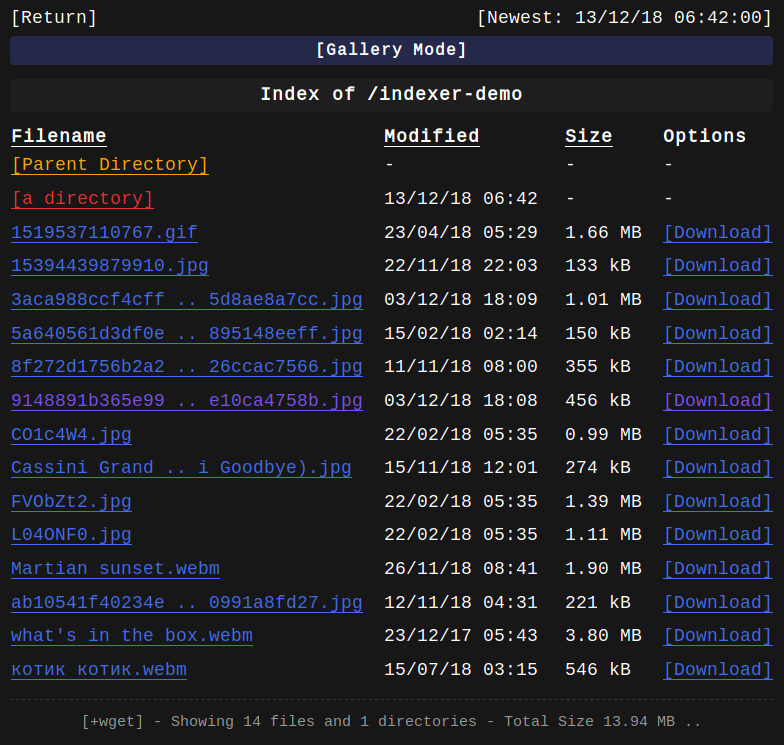 [Return] [Newest: 13/12/18 06:42:00]
[Gallery Mode]
Index of /indexer-demo
Filename Modified Size Options
[Parent Directory] - - -
[a directory] 13/12/18 06:42 - -
1519537110767.gif 23/04/18 05:29 1.66 MB [Download]
15394439879910.jpg 22/11/18 22:03 133 kB [Download]
3aca988ccf4cff .. 5d8ae8a7cc.jpg 03/12/18 18:09 1.01 MB [Download]
5a640561d3df0e .. 895148eeff.jpg 15/02/18 02:14 150 kB [Download]
8f272d1756b2a2 .. 26ccac7566.jpg 11/11/18 08:00 355 kB [Download]
9148891b365e99 .. e10ca4758b.jpg 03/12/18 18:08 456 kB [Download]
CO1c4W4.jpg 22/02/18 05:35 0.99 MB [Download]
Cassini Grand .. i Goodbye).jpg 15/11/18 12:01 274 kB [Download]
FVObZt2.jpg 22/02/18 05:35 1.39 MB [Download]
L04ONF0.jpg 22/02/18 05:35 1.11 MB [Download]
Martian sunset.webm 26/11/18 08:41 1.90 MB [Download]
ab10541f40234e .. 0991a8fd27.jpg 12/11/18 04:31 221 kB [Download]
what's in the box.webm 23/12/17 05:43 3.80 MB [Download]
котик котик.webm 15/07/18 03:15 546 kB [Download]
[+wget] - Showing 14 files and 1 directories - Total Size 13.94 MB ..